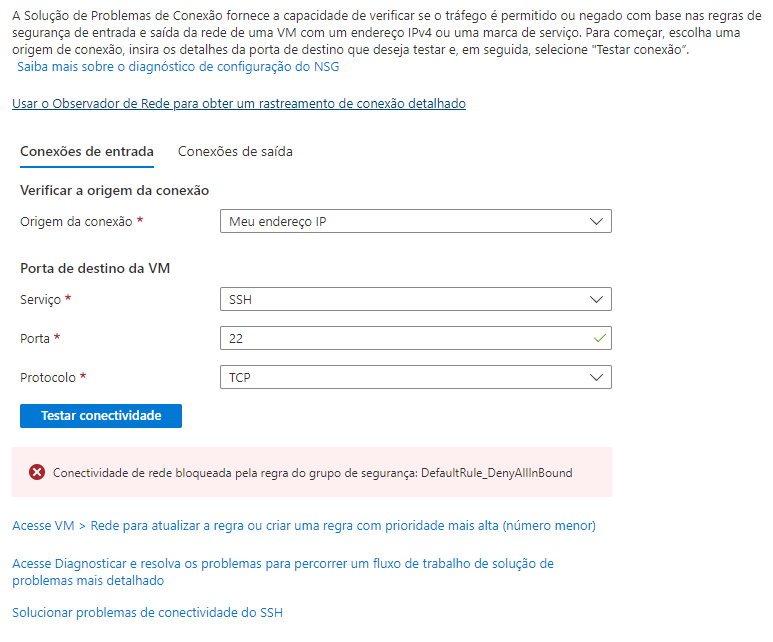 A Solução de Problemas de Conexão fornece a capacidade de verificar se o tráfego é permitido ou negado com base nas regras de
segurança de entrada e saída da rede de uma VM com um endereço IPv4 ou uma marca de serviço. Para começar, escolha uma
origem de conexão, insira os detalhes da porta de destino que deseja testar e, em seguida, selecione "Testar conexão".
Saiba mais sobre o diagnóstico de configuração do NSG
Usar o Observador de Rede para obter um rastreamento de conexão detalhado
Conexões de entrada Conexões de saída
Verificar a origem da conexão
Origem da conexão * Meu endereço IP
Porta de destino da VM
Serviço * SSH
Porta * 22
Protocolo * TCP
Testar conectividade
Conectividade de rede bloqueada pela regra do grupo de segurança: DefaultRule_DenyAllInBound
Acesse VM > Rede para atualizar a regra ou criar uma regra com prioridade mais alta (número menor)
Acesse Diagnosticar e resolva os problemas para percorrer um fluxo de trabalho de solução de
problemas mais detalhado
Solucionar problemas de conectividade do SSH